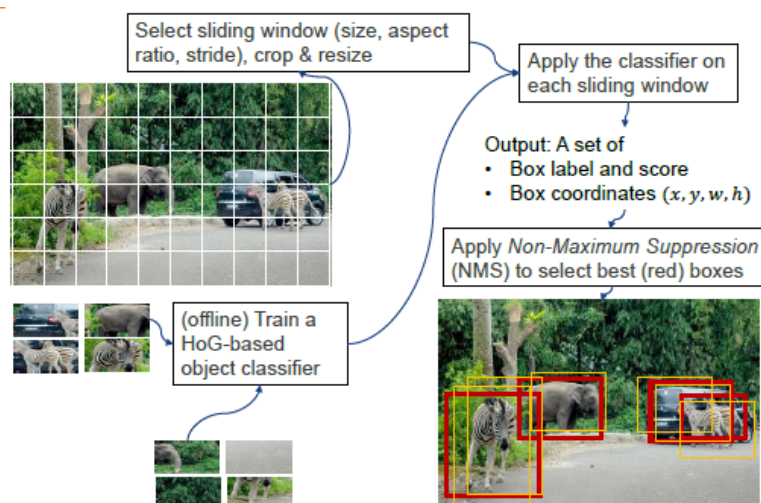 Select sliding window (size, aspect
ratio, stride), crop & resize
Apply the classifier on
each sliding window
Output: A set of
• Box label and score
• Box coordinates (x, y, w, h)
Apply Non-Maximum Suppression
(NMS) to select best (red) boxes
(offline) Train a
HoG-based
object classifier